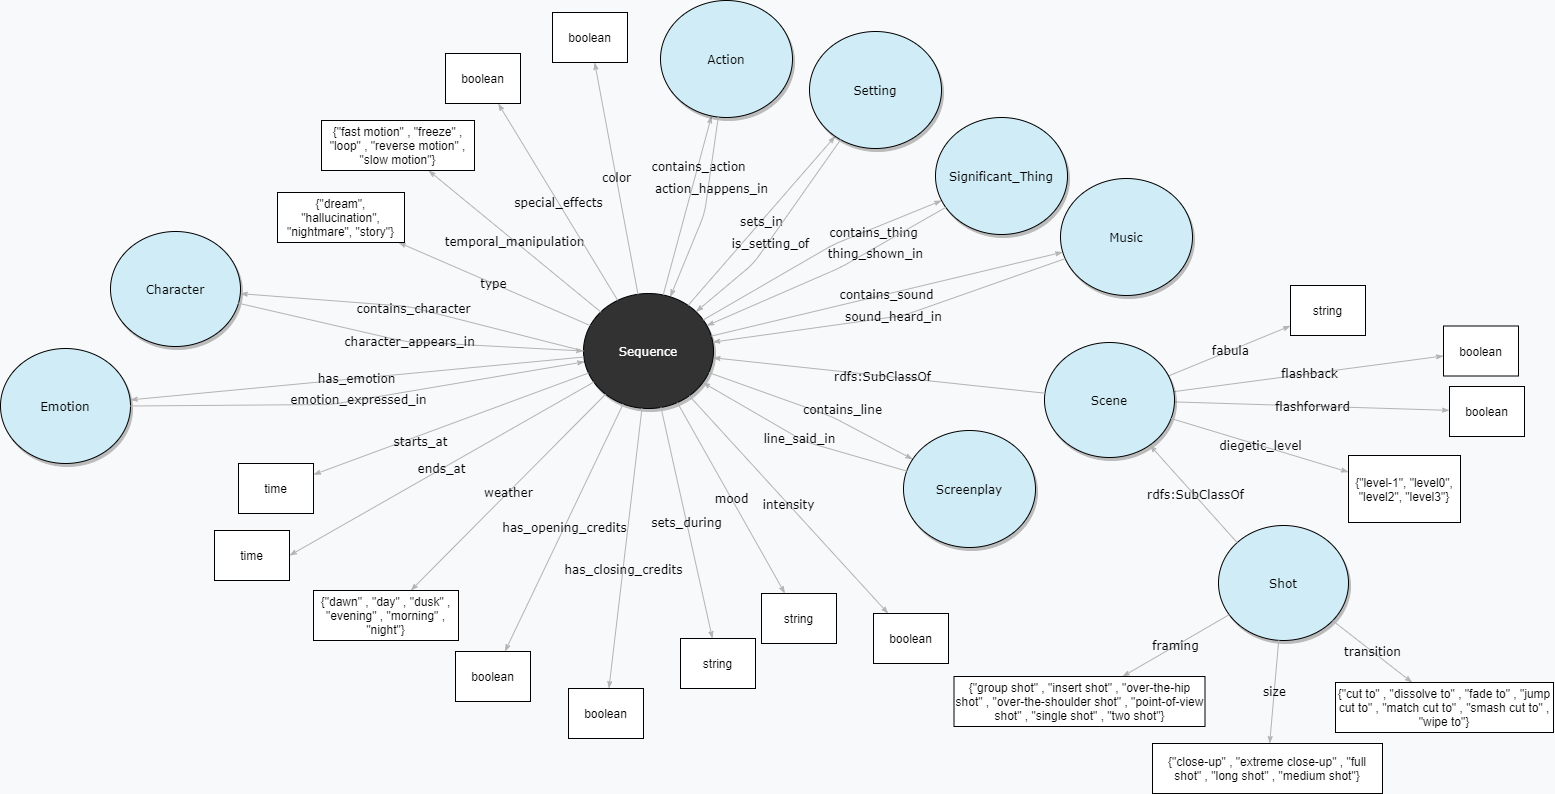 boolean
Action
boolean
Setting
{"fast motion" , "freeze" ,
"loop" , "reverse motion" ,
"slow motion"}
contains_action
color
action_happens_in
Significant_Thing
{"dream",
"hallucination",
"nightmare", "story"}
special_effects
sets_in
contains_thing
Music
temporal_manipulation
is_setting_of
thing_shown_in
type
Character
contains_character
contains_sound
sound_heard_in
string
character_appears_in
Sequence
fabula
boolean
has_emotion
rdfs:SubClassOf
flashback
Emotion
emotion_expressed_in
Scene
flashforward
boolean
contains_line
starts_at
line_said_in
diegetic_level
ends_at
time
weather
mood
intensity
Screenplay
rdfs:SubClassOf
{"level-1", "level0",
"level2", "level3"}
has_opening_credits
sets_during
time
has_closing_credits
Shot
{"dawn" , "day" , "dusk" ,
"evening" , "morning" ,
"night"}
string
boolean
framing
transition
boolean
string
size
{"group shot" , "insert shot" , "over-the-hip
shot" , "over-the-shoulder shot" , "point-of-view
shot" , "single shot" , "two shot"}
{"cut to" , "dissolve to" , "fade to" , "jump
cut to" , "match cut to" , "smash cut to" ,
"wipe to"}
boolean
{"close-up" , "extreme close-up" , "full
shot" , "long shot" , "medium shot"}